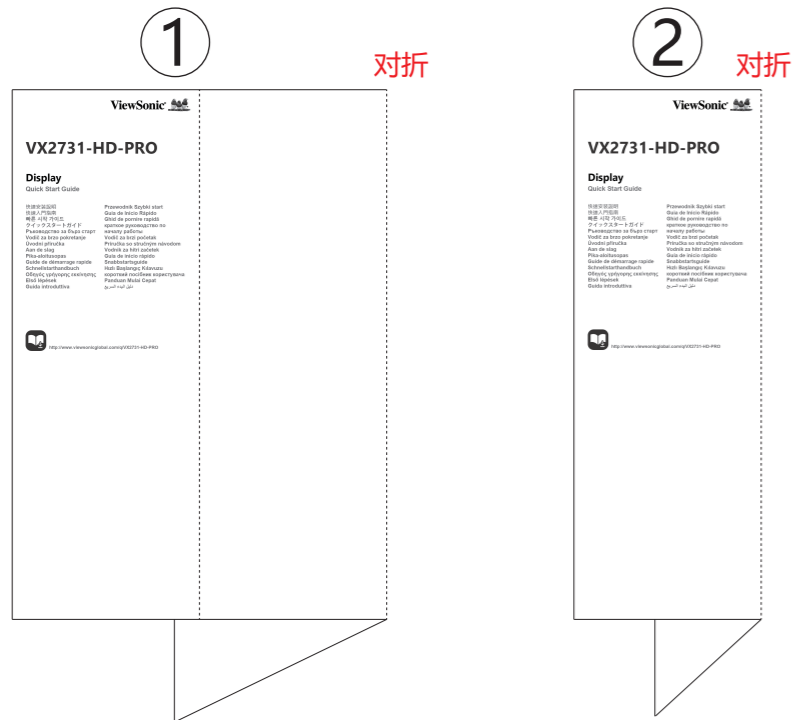 1
对折
ViewSonic
VX2731-HD-PRO
Display
Quick Start Guide
快速安裝說明
快速入門指南
빠른 시작 가이드
クイックスタートガイド
Ръководство за бърз старт
Vodič za brzo pokretanje
Úvodní příručka
Aan de slag
Pika-aloitusopas
Guide de démarrage rapide
Schnellstarthandbuch
Οδηγός γρήγορης εκκίνησης
Első lépések
Guida introduttiva
Przewodnik Szybki start
Guia de Início Rápido
Ghid de pornire rapidă
краткое руководство по
началу работы
Vodič za brzi početak
Príručka so stručným návodom
Vodnik za hitri začetek
Guía de inicio rápido
Snabbstartsguide
Hızlı Başlangıç Kılavuzu
короткий посібник користувача
Panduan Mulai Cepat
دليل البدء السريع
http://www.viewsonicglobal.com/q/VX2731-HD-PRO
2
对折
ViewSonic
VX2731-HD-PRO
Display
Quick Start Guide
快速安裝說明
快速入門指南
빠른 시작 가이드
クイックスタートガイド
Ръководство за бърз старт
Vodič za brzo pokretanje
Úvodní příručka
Aan de slag
Pika-aloitusopas
Guide de démarrage rapide
Schnellstarthandbuch
Οδηγός γρήγορης εκκίνησης
Első lépések
Guida introduttiva
Przewodnik Szybki start
Guia de Início Rápido
Ghid de pornire rapidă
краткое руководство по
началу работы
Vodič za brzi početak
Príručka so stručným návodom
Vodnik za hitri začetek
Guía de inicio rápido
Snabbstartsguide
Hızlı Başlangıç Kılavuzu
короткий посібник користувача
Panduan Mulai Cepat
دليل البدء السريع
http://www.viewsonicglobal.com/q/VX2731-HD-PRO